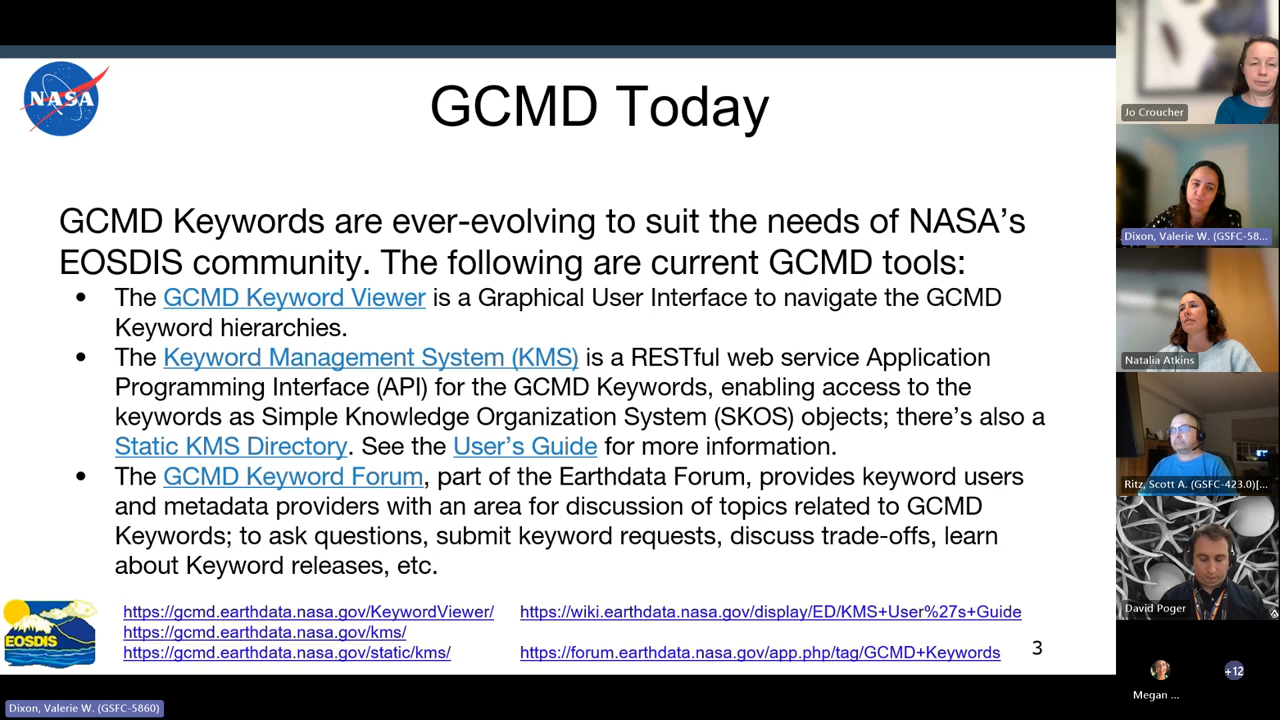 NASA
GCMD Today
GCMD Keywords are ever-evolving to suit the needs of NASA's
EOSDIS community. The following are current GCMD tools:
• The GCMD Keyword Viewer is a Graphical User Interface to navigate the GCMD
Keyword hierarchies.
• The Keyword Management System (KMS) is a RESTful web service Application
Programming Interface (API) for the GCMD Keywords, enabling access to the
keywords as Simple Knowledge Organization System (SKOS) objects; there's also a
Static KMS Directory. See the User's Guide for more information.
• The GCMD Keyword Forum, part of the Earthdata Forum, provides keyword users
and metadata providers with an area for discussion of topics related to GCMD
Keywords; to ask questions, submit keyword requests, discuss trade-offs, learn
about Keyword releases, etc.
EOSDIS
https://gcmd.earthdata.nasa.gov/KeywordViewer/
https://gcmd.earthdata.nasa.gov/kms/
https://gcmd.earthdata.nasa.gov/static/kms/
https://wiki.earthdata.nasa.gov/display/ED/KMS+User%27s+Guide
https://forum.earthdata.nasa.gov/app.php/tag/GCMD+Keywords
3
Dixon, Valerie W. (GSFC-5860)
Jo Croucher
Dixon, Valerie W. (GSFC-58...
Natalia Atkins
Ritz, Scott A. (GSFC-423.0)[...
David Poger
Megan ...
+12